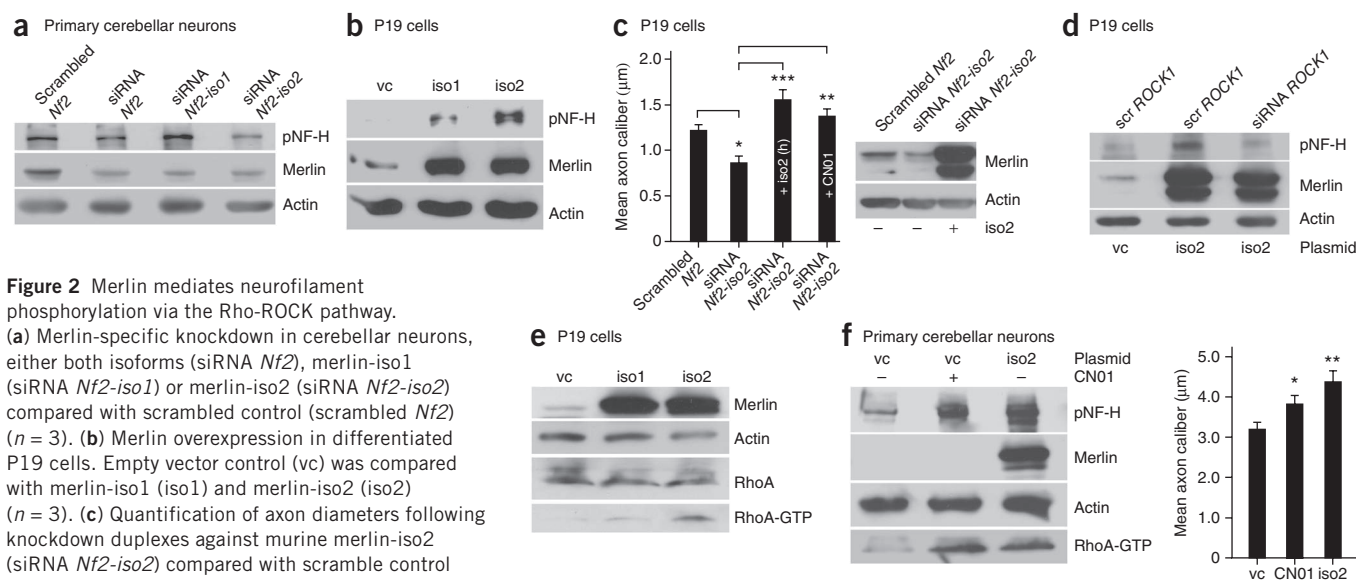 a Primary cerebellar neurons
Scrambled Nf2
siRNA Nf2
siRNA Nf2-iso1
siRNA Nf2-iso2
pNF-H
Merlin
Actin
b P19 cells
vc iso1 iso2
pNF-H
Merlin
Actin
c P19 cells
Mean axon caliber (μm)
2.0
1.5
1.0
0.5
0
*
***
**
+ iso2 (h)
+ CN01
Scrambled Nf2
siRNA Nf2-iso2
siRNA Nf2-iso2
siRNA Nf2-iso2
Scrambled Nf2
siRNA Nf2-iso2
siRNA Nf2-iso2
Merlin
Actin
– – + iso2
d P19 cells
scr ROCK1
scr ROCK1
siRNA ROCK1
pNF-H
Merlin
Actin
vc iso2 iso2 Plasmid
Figure 2 Merlin mediates neurofilament
phosphorylation via the Rho-ROCK pathway.
(a) Merlin-specific knockdown in cerebellar neurons,
either both isoforms (siRNA Nf2), merlin-iso1
(siRNA Nf2-iso1) or merlin-iso2 (siRNA Nf2-iso2)
compared with scrambled control (scrambled Nf2)
(n = 3). (b) Merlin overexpression in differentiated
P19 cells. Empty vector control (vc) was compared
with merlin-iso1 (iso1) and merlin-iso2 (iso2)
(n = 3). (c) Quantification of axon diameters following
knockdown duplexes against murine merlin-iso2
(siRNA Nf2-iso2) compared with scramble control
e P19 cells
vc iso1 iso2
Merlin
Actin
RhoA
RhoA-GTP
f Primary cerebellar neurons
vc vc iso2 Plasmid
– + – CN01
pNF-H
Merlin
Actin
RhoA-GTP
Mean axon caliber (μm)
5.0
4.0
3.0
2.0
1.0
0
*
**
vc CN01 iso2